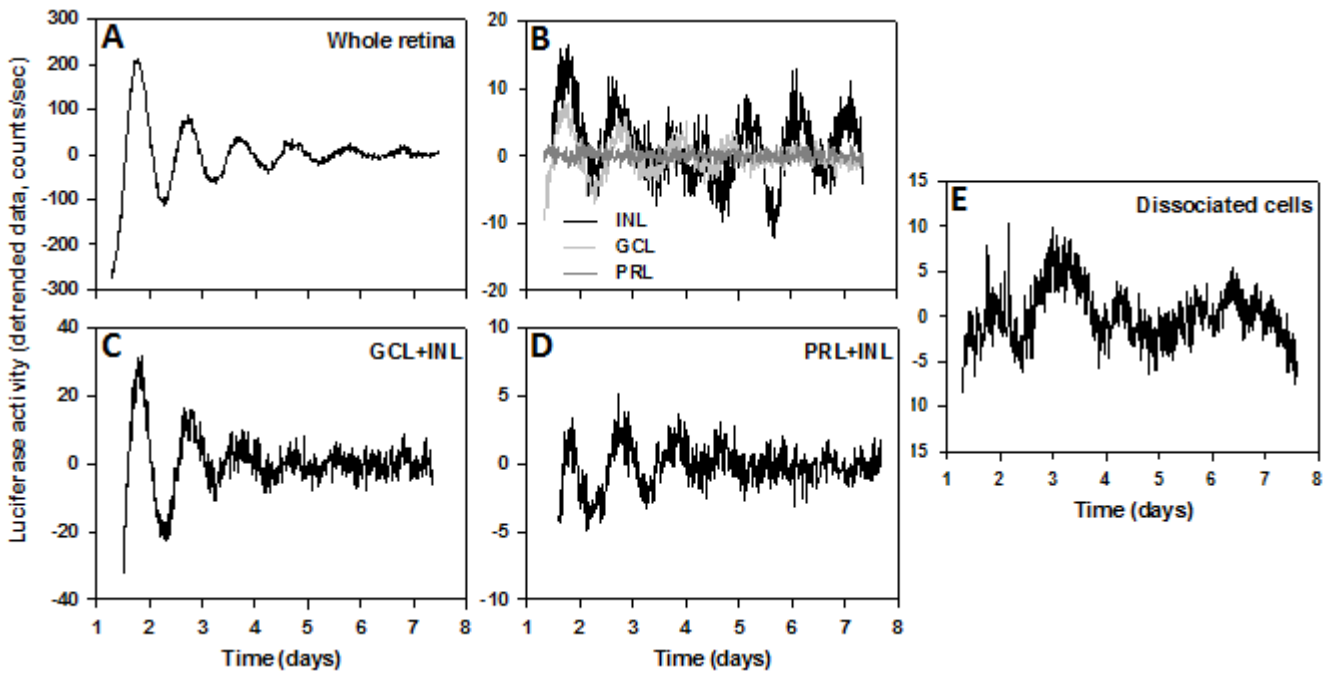 Luciferase activity (detrended data, counts/sec)
A
Whole retina
300
200
100
0
-100
-200
-300
B
20
10
0
-10
-20
INL
GCL
PRL
C
GCL+INL
40
20
0
-20
-40
1 2 3 4 5 6 7 8
Time (days)
D
PRL+INL
10
5
0
-5
-10
1 2 3 4 5 6 7 8
Time (days)
E
Dissociated cells
15
10
5
0
-5
10
15
1 2 3 4 5 6 7 8
Time (days)